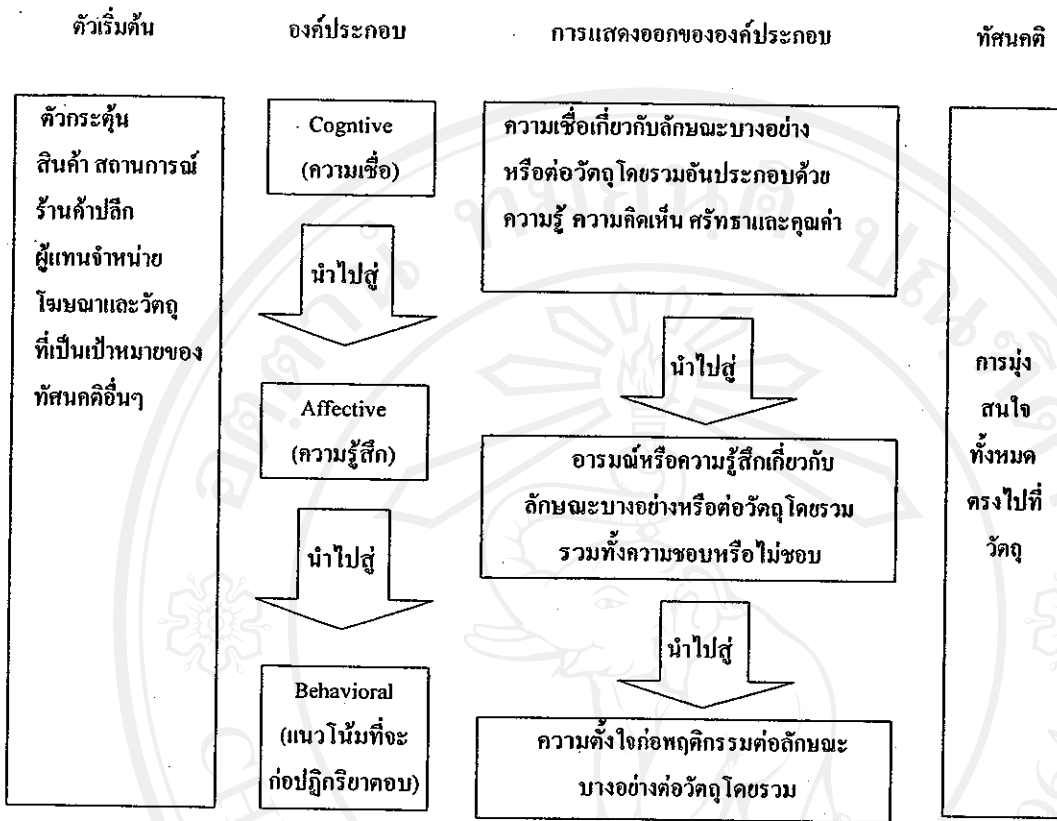 ตัวเริ่มต้น
องค์ประกอบ
การแสดงออกขององค์ประกอบ
ทัศนคติ
ตัวกระตุ้น
สินค้า สถานการณ์
ร้านค้าปลีก
ผู้แทนจำหน่าย
โฆษณาและวัตถุ
ที่เป็นเป้าหมายของ
ทัศนคติอื่นๆ
Cogntive
(ความเชื่อ)
นำไปสู่
Affective
(ความรู้สึก)
นำไปสู่
Behavioral
(แนวโน้มที่จะ
ก่อปฏิกริยาตอบ)
ความเชื่อเกี่ยวกับลักษณะบางอย่าง
หรือต่อวัตถุโดยรวมอันประกอบด้วย
ความรู้ ความคิดเห็น ศรัทธาและคุณค่า
นำไปสู่
อารมณ์หรือความรู้สึกเกี่ยวกับ
ลักษณะบางอย่างหรือต่อวัตถุโดยรวม
รวมทั้งความชอบหรือไม่ชอบ
นำไปสู่
ความตั้งใจก่อพฤติกรรมต่อลักษณะ
บางอย่างต่อวัตถุโดยรวม
การมุ่ง
สนใจ
ทั้งหมด
ตรงไปที่
วัตถุ